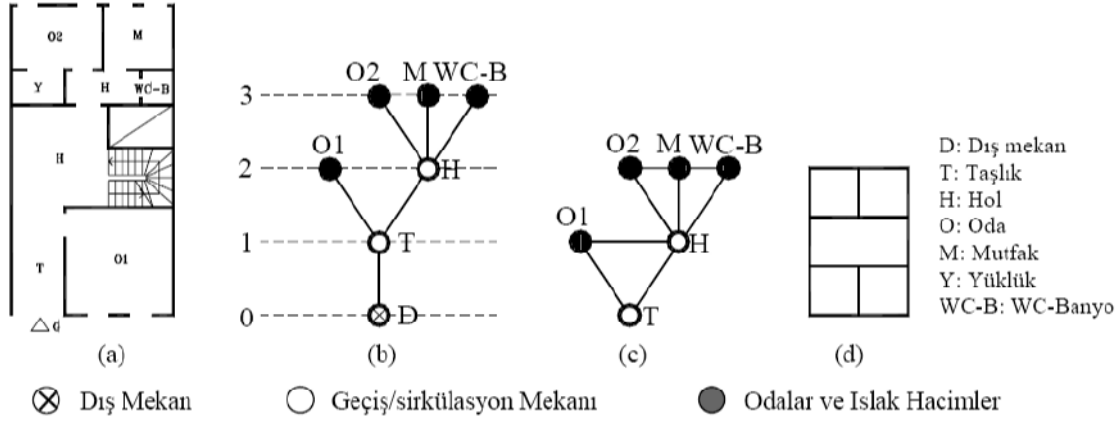 O2 M
Y H WC-B
H
T O1
G
(a)
O2 M WC-B
3
O1
2 H
1 T
0 D
(b)
O2 M WC-B
O1 H
T
(c)
(d)
D: Dış mekan
T: Taşlık
H: Hol
O: Oda
M: Mutfak
Y: Yüklük
WC-B: WC-Banyo
Dış Mekan Geçiş/sirkülasyon Mekanı Odalar ve Islak Hacimler